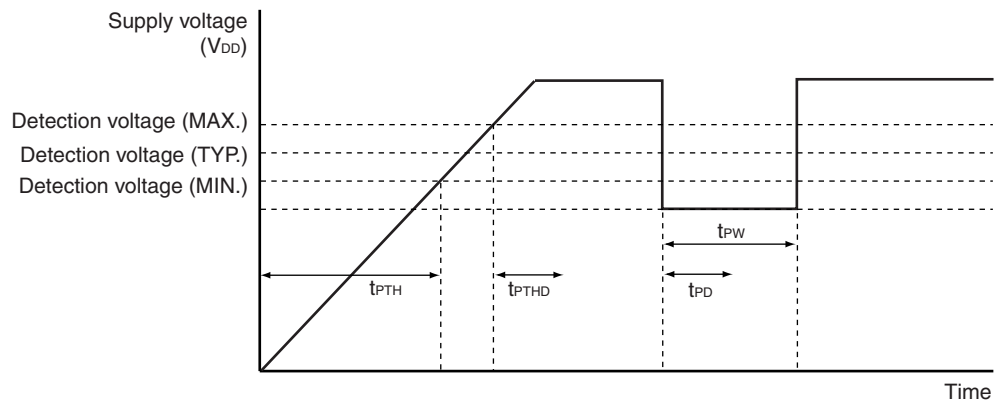 Supply voltage
(VDD)
Detection voltage (MAX.)
Detection voltage (TYP.)
Detection voltage (MIN.)
tPW
tPTH
tPTHD
tPD
Time